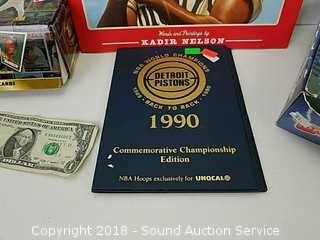 Words and Paintings by
KADIR NELSON
NBA WORLD CHAMPIONS
DETROIT
PISTONS
1989 · BACK TO BACK · 1990
1990
Commemorative Championship
Edition
NBA Hoops exclusively for UNOCAL
DOLLAR
Copyright 2018 - Sound Auction Service